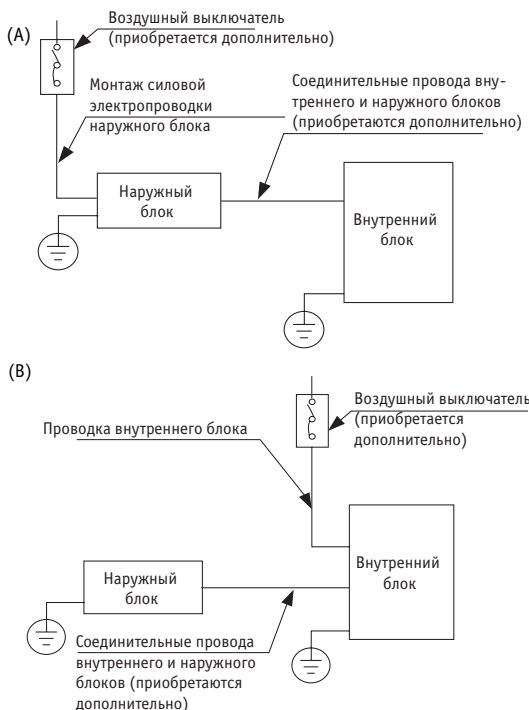 (A)
Воздушный выключатель
(приобретается дополнительно)
Монтаж силовой
электропроводки
наружного блока
Соединительные провода вну-
треннего и наружного блоков
(приобретаются дополнительно)
Наружный
блок
Внутренний
блок
(B)
Воздушный выключатель
(приобретается
дополнительно)
Проводка внутреннего блока
Наружный
блок
Внутренний
блок
Соединительные провода
внутреннего и наружного
блоков (приобретаются
дополнительно)